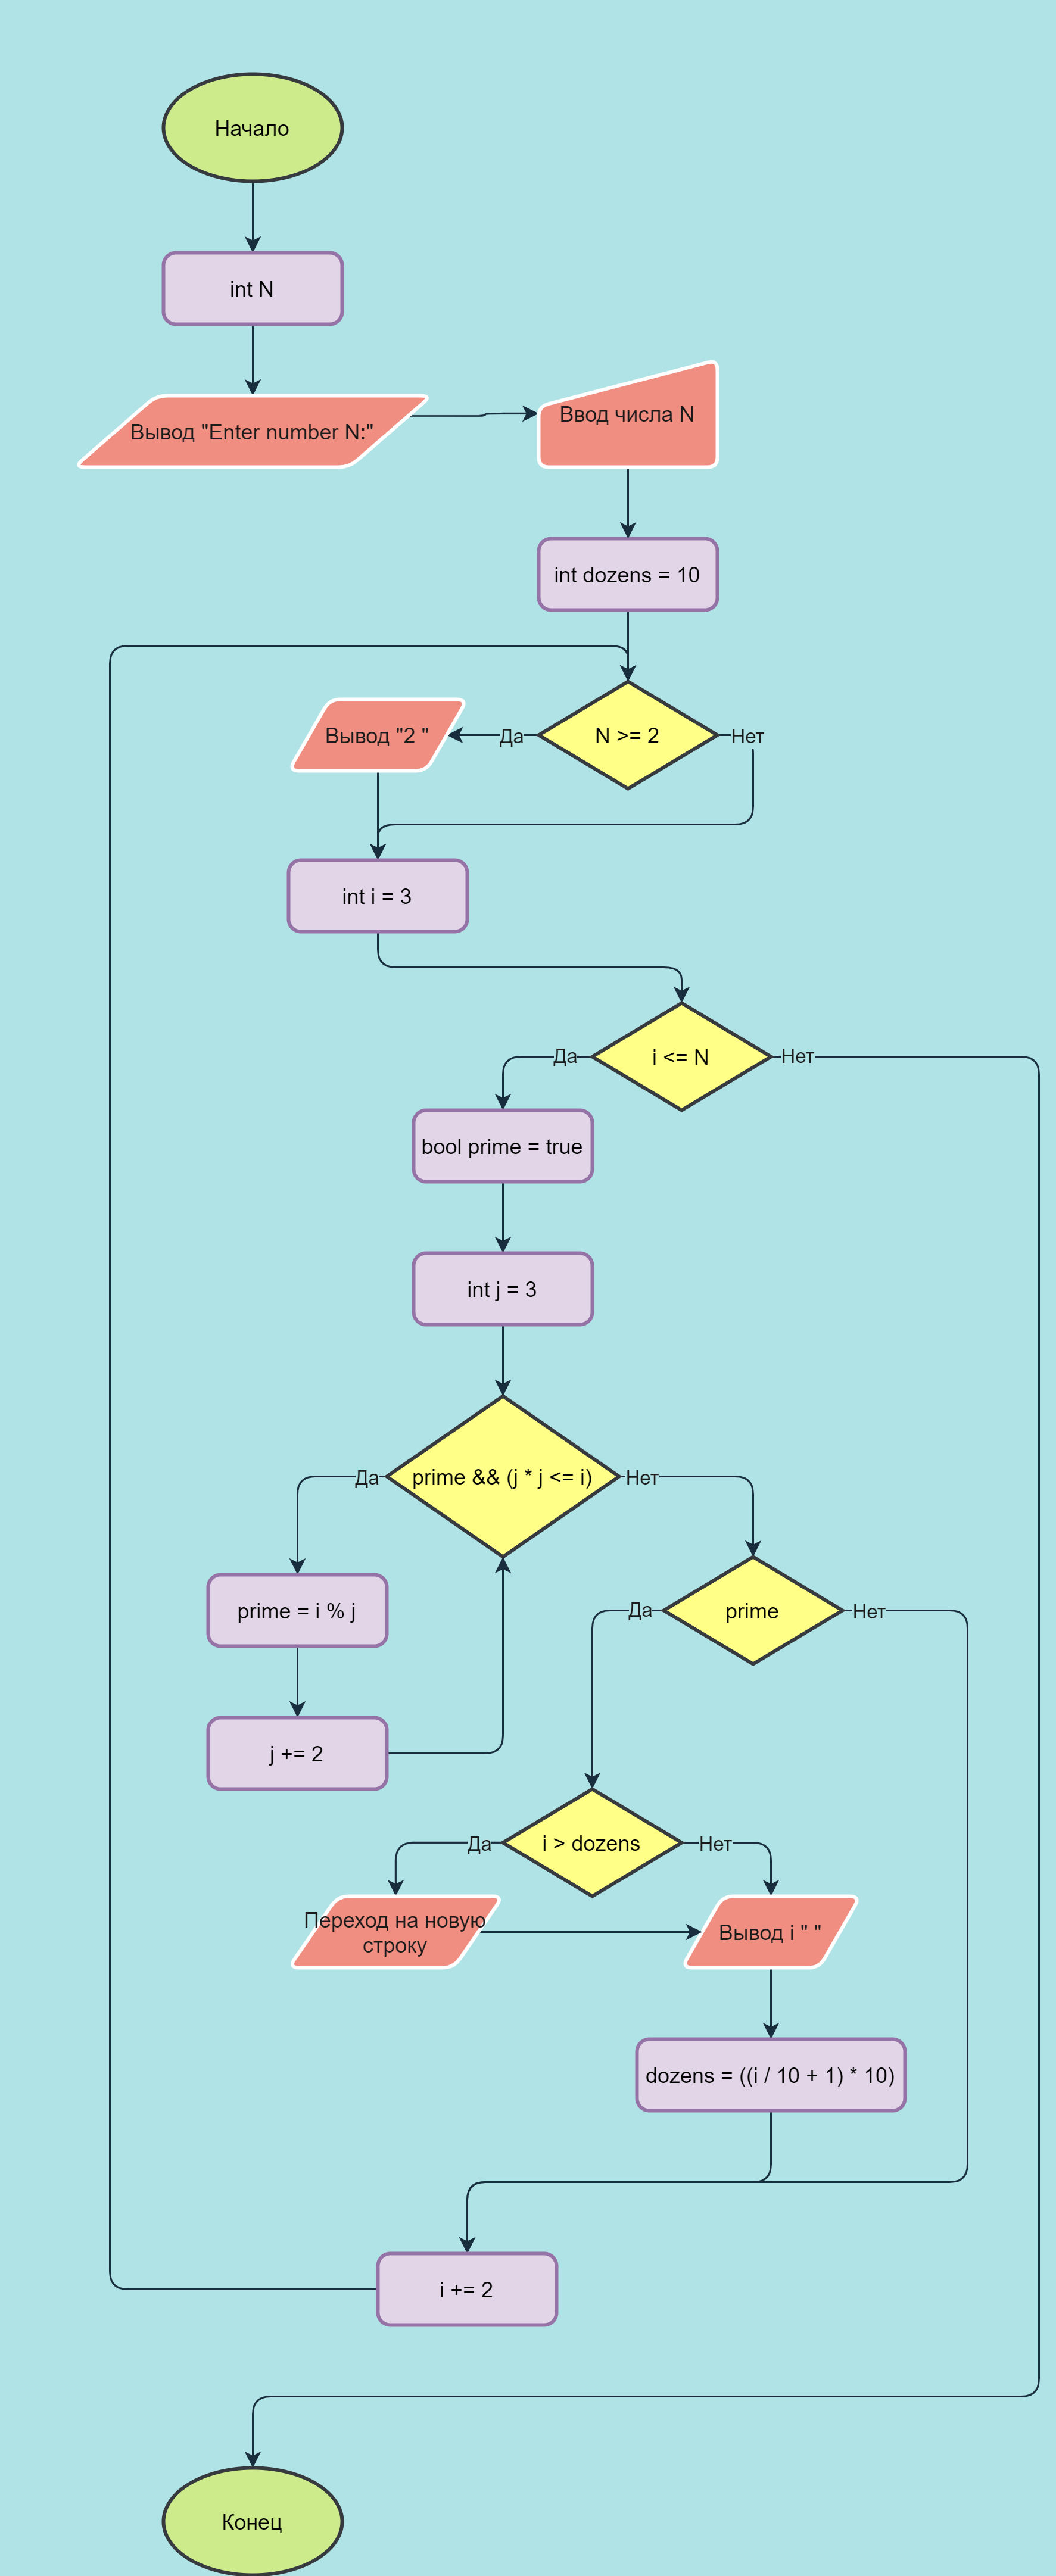 Начало
int N
Вывод "Enter number N:"
Ввод числа N
int dozens = 10
Вывод "2 "
Да
N >= 2
Нет
int i = 3
Да
i <= N
Нет
bool prime = true
int j = 3
Да
prime && (j * j <= i)
Нет
prime = i % j
Да
prime
Нет
j += 2
Да
i > dozens
Нет
Переход на новую
строку
Вывод i " "
dozens = ((i / 10 + 1) * 10)
i += 2
Конец